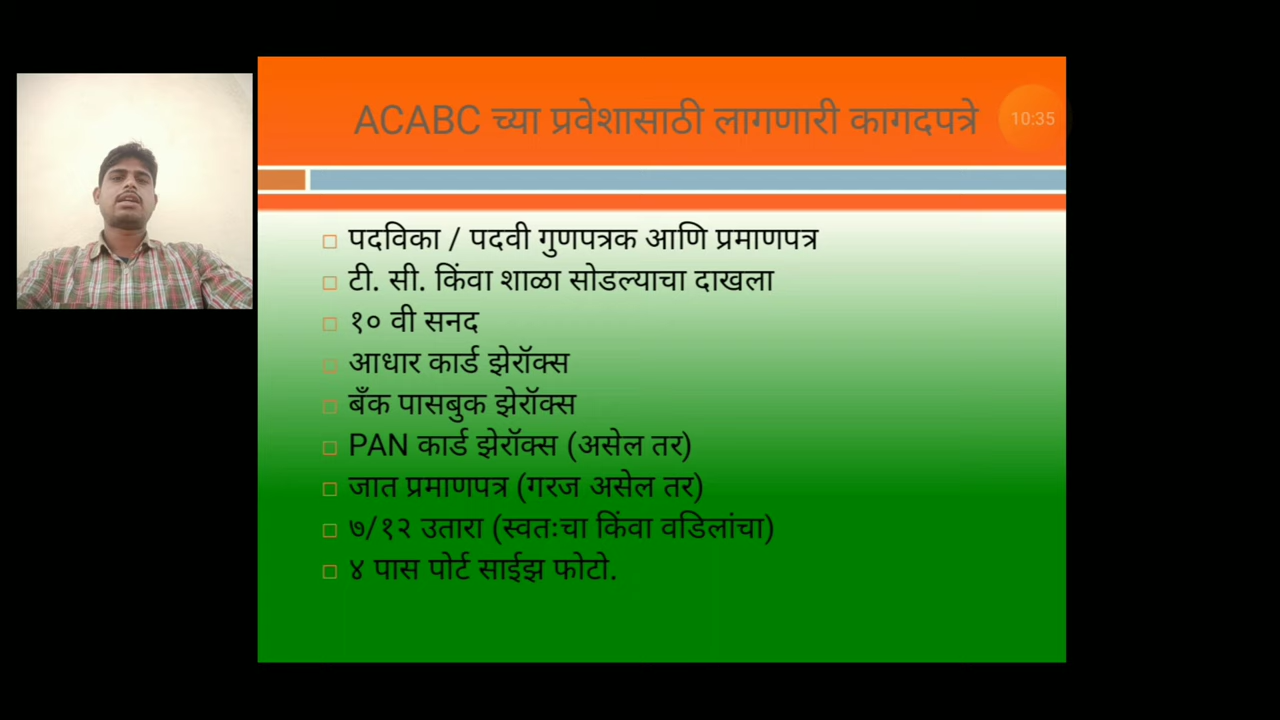 ACABC च्या प्रवेशासाठी लागणारी कागदपत्रे
10:35
पदविका / पदवी गुणपत्रक आणि प्रमाणपत्र
टी. सी. किंवा शाळा सोडल्याचा दाखला
१० वी सनद
आधार कार्ड झेरॉक्स
बँक पासबुक झेरॉक्स
PAN कार्ड झेरॉक्स (असेल तर)
जात प्रमाणपत्र (गरज असेल तर)
७/१२ उतारा (स्वतःचा किंवा वडिलांचा)
४ पास पोर्ट साईझ फोटो.